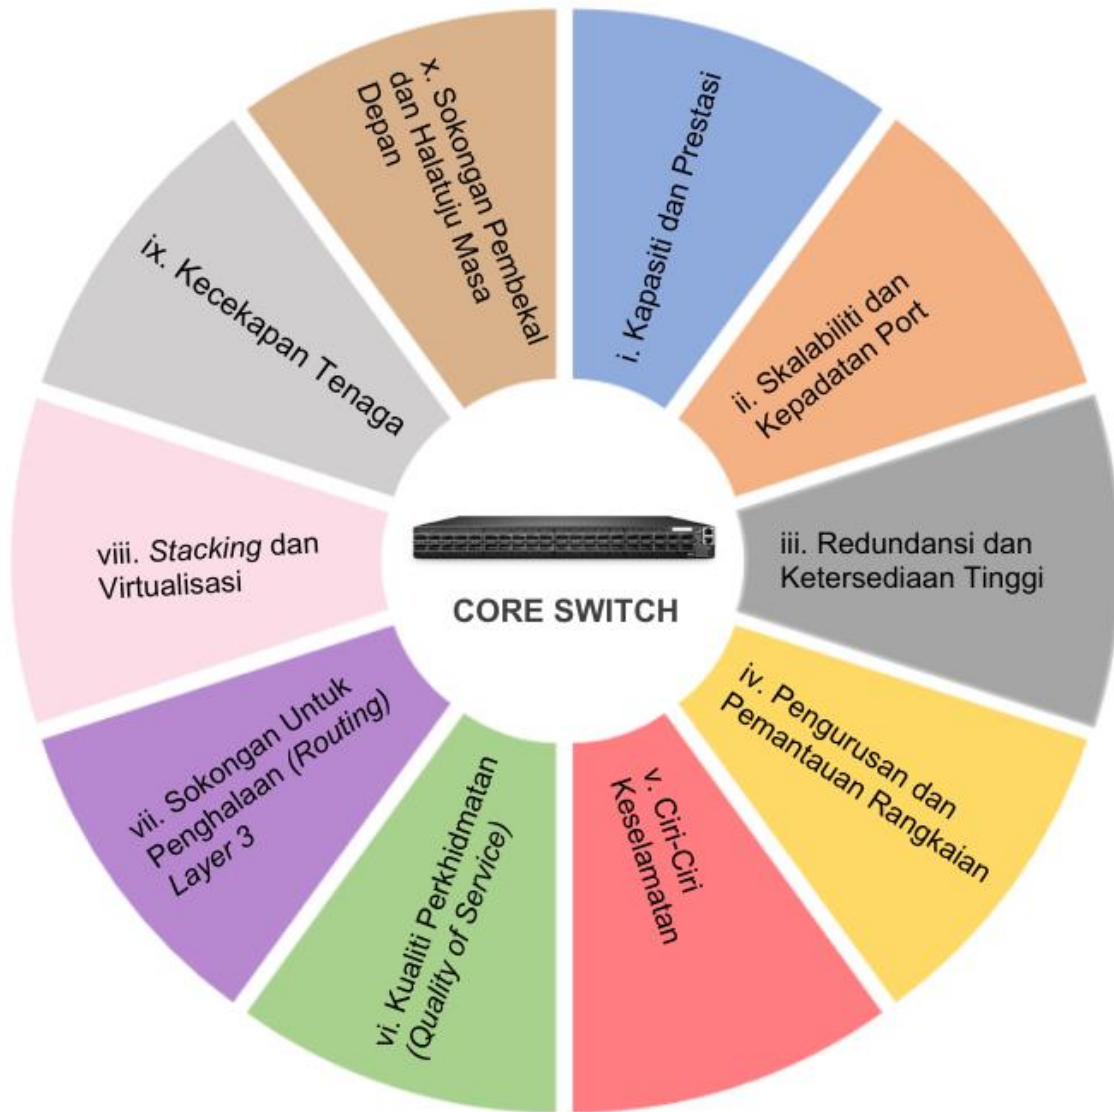 i. Kapasiti dan Prestasi
ii. Skalabiliti dan
Kepadatan Port
iii. Redundansi dan
Ketersediaan Tinggi
iv. Pengurusan dan
Pemantauan Rangkaian
v. Ciri-Ciri
Keselamatan
vi. Kualiti Perkhidmatan
(Quality of Service)
vii. Sokongan Untuk
Penghalaan (Routing)
Layer 3
viii. Stacking dan
Virtualisasi
ix. Kecekapan Tenaga
x. Sokongan Pembekal
dan Halatuju Masa
Depan
CORE SWITCH